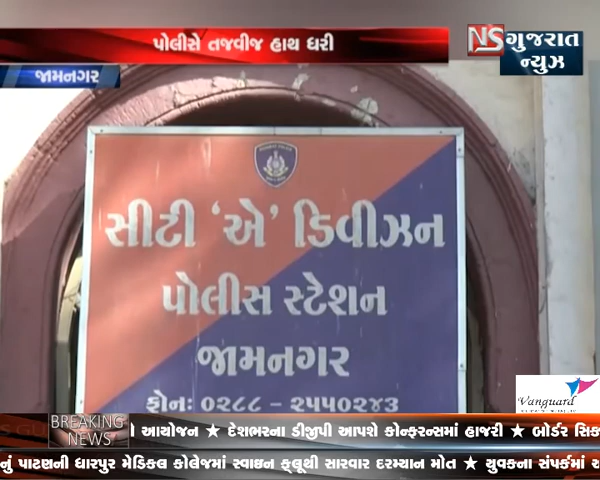 પોલીસે તજવીજ હાથ ધરી
NS ગુજરાત
ન્યુઝ
જામનગર
સીટી ‘એ’ ડિવીઝન
પોલીસ સ્ટેશન
જામનગર
ફોન: ૦૨૮૮ - ૨૫૫૦૨૪૩
Vanguard
BREAKING
NEWS
આયોજન ★ દેશભરના ડીજીપી આપશે કોન્ફરન્સમાં હાજરી ★ બોર્ડર સિક
નું પાટણની ધારપુર મેડિકલ કોલેજમાં સ્વાઇન ફ્લૂથી સારવાર દરમ્યાન મોત ★ યુવકના સંપર્કમાં